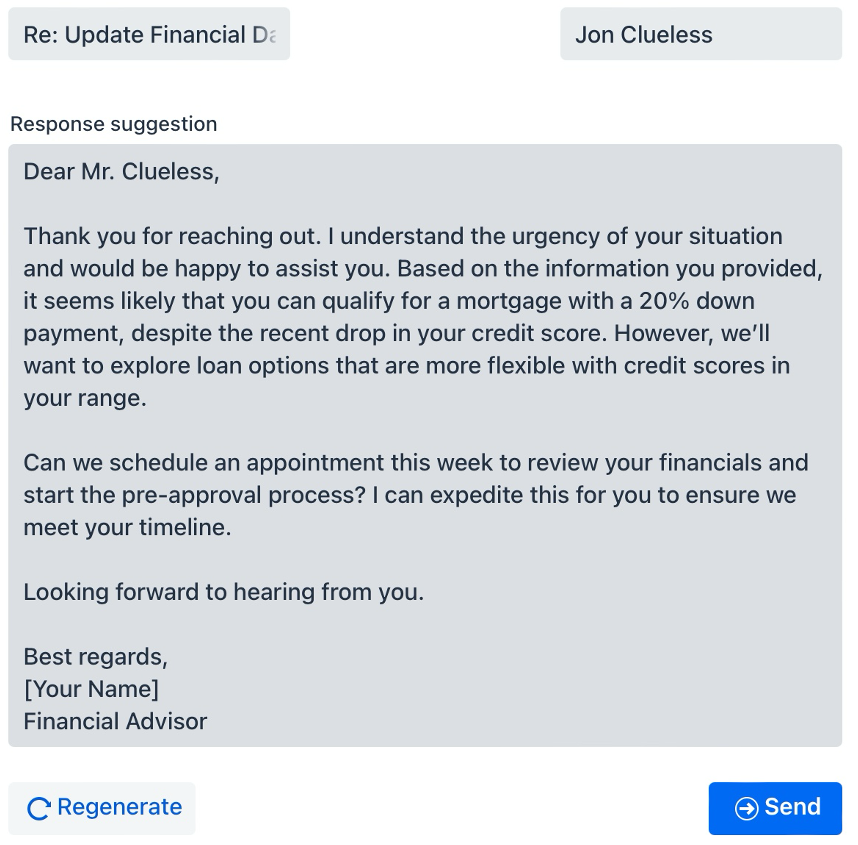 Re: Update Financial
Jon Clueless
Response suggestion
Dear Mr. Clueless,
Thank you for reaching out. I understand the urgency of your situation
and would be happy to assist you. Based on the information you provided,
it seems likely that you can qualify for a mortgage with a 20% down
payment, despite the recent drop in your credit score. However, we’ll
want to explore loan options that are more flexible with credit scores in
your range.
Can we schedule an appointment this week to review your financials and
start the pre-approval process? I can expedite this for you to ensure we
meet your timeline.
Looking forward to hearing from you.
Best regards,
[Your Name]
Financial Advisor
Regenerate
Send